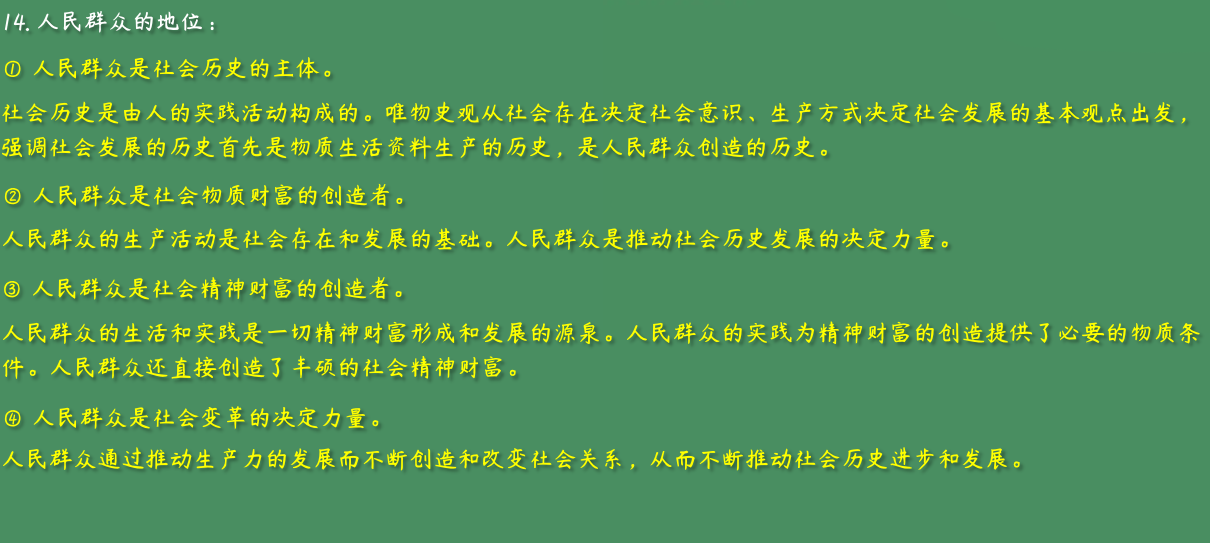 14.人民群众的地位：
① 人民群众是社会历史的主体。
社会历史是由人的实践活动构成的。唯物史观从社会存在决定社会意识、生产方式决定社会发展的基本观点出发，
强调社会发展的历史首先是物质生活资料生产的历史，是人民群众创造的历史。
② 人民群众是社会物质财富的创造者。
人民群众的生产活动是社会存在和发展的基础。人民群众是推动社会历史发展的决定力量。
③ 人民群众是社会精神财富的创造者。
人民群众的生活和实践是一切精神财富形成和发展的源泉。人民群众的实践为精神财富的创造提供了必要的物质条
件。人民群众还直接创造了丰硕的社会精神财富。
④ 人民群众是社会变革的决定力量。
人民群众通过推动生产力的发展而不断创造和改变社会关系，从而不断推动社会历史进步和发展。